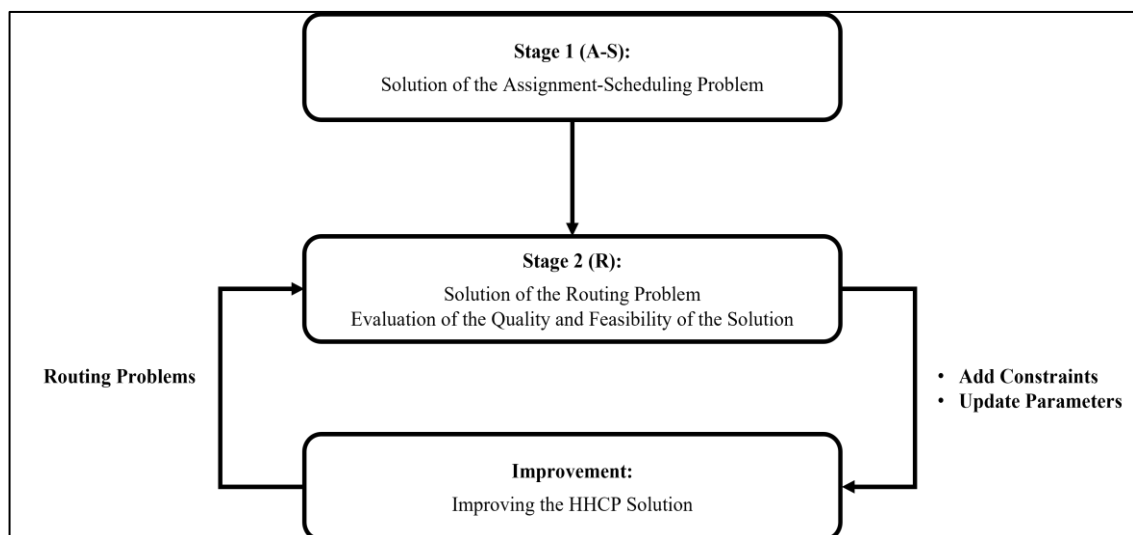 Stage 1 (A-S):
Solution of the Assignment-Scheduling Problem
Stage 2 (R):
Solution of the Routing Problem
Evaluation of the Quality and Feasibility of the Solution
Routing Problems
• Add Constraints
• Update Parameters
Improvement:
Improving the HHCP Solution